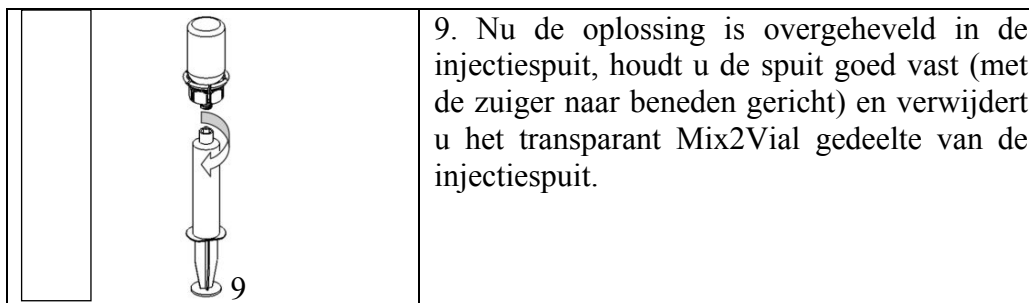 9. Nu de oplossing is overgeheveld in de
injectiespuit, houdt u de spuit goed vast (met
de zuiger naar beneden gericht) en verwijdert
u het transparant Mix2Vial gedeelte van de
injectiespuit.
9